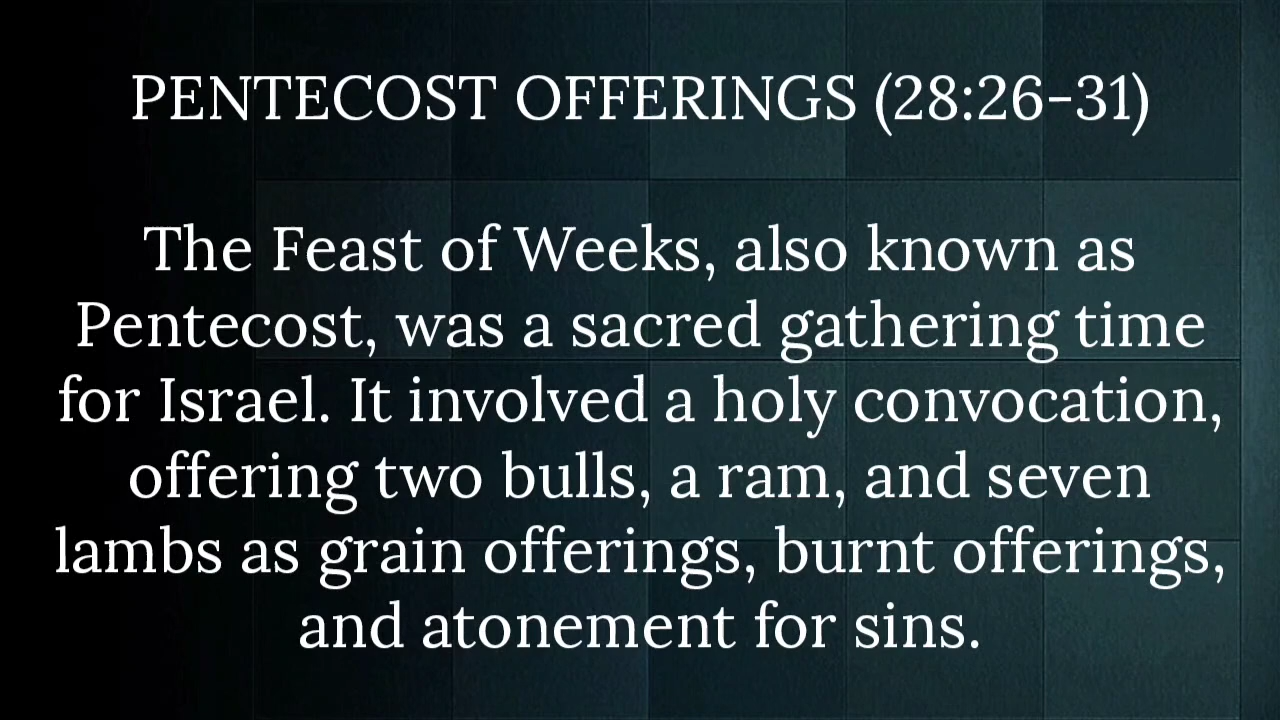 PENTECOST OFFERINGS (28:26-31)
The Feast of Weeks, also known as
Pentecost, was a sacred gathering time
for Israel. It involved a holy convocation,
offering two bulls, a ram, and seven
lambs as grain offerings, burnt offerings,
and atonement for sins.